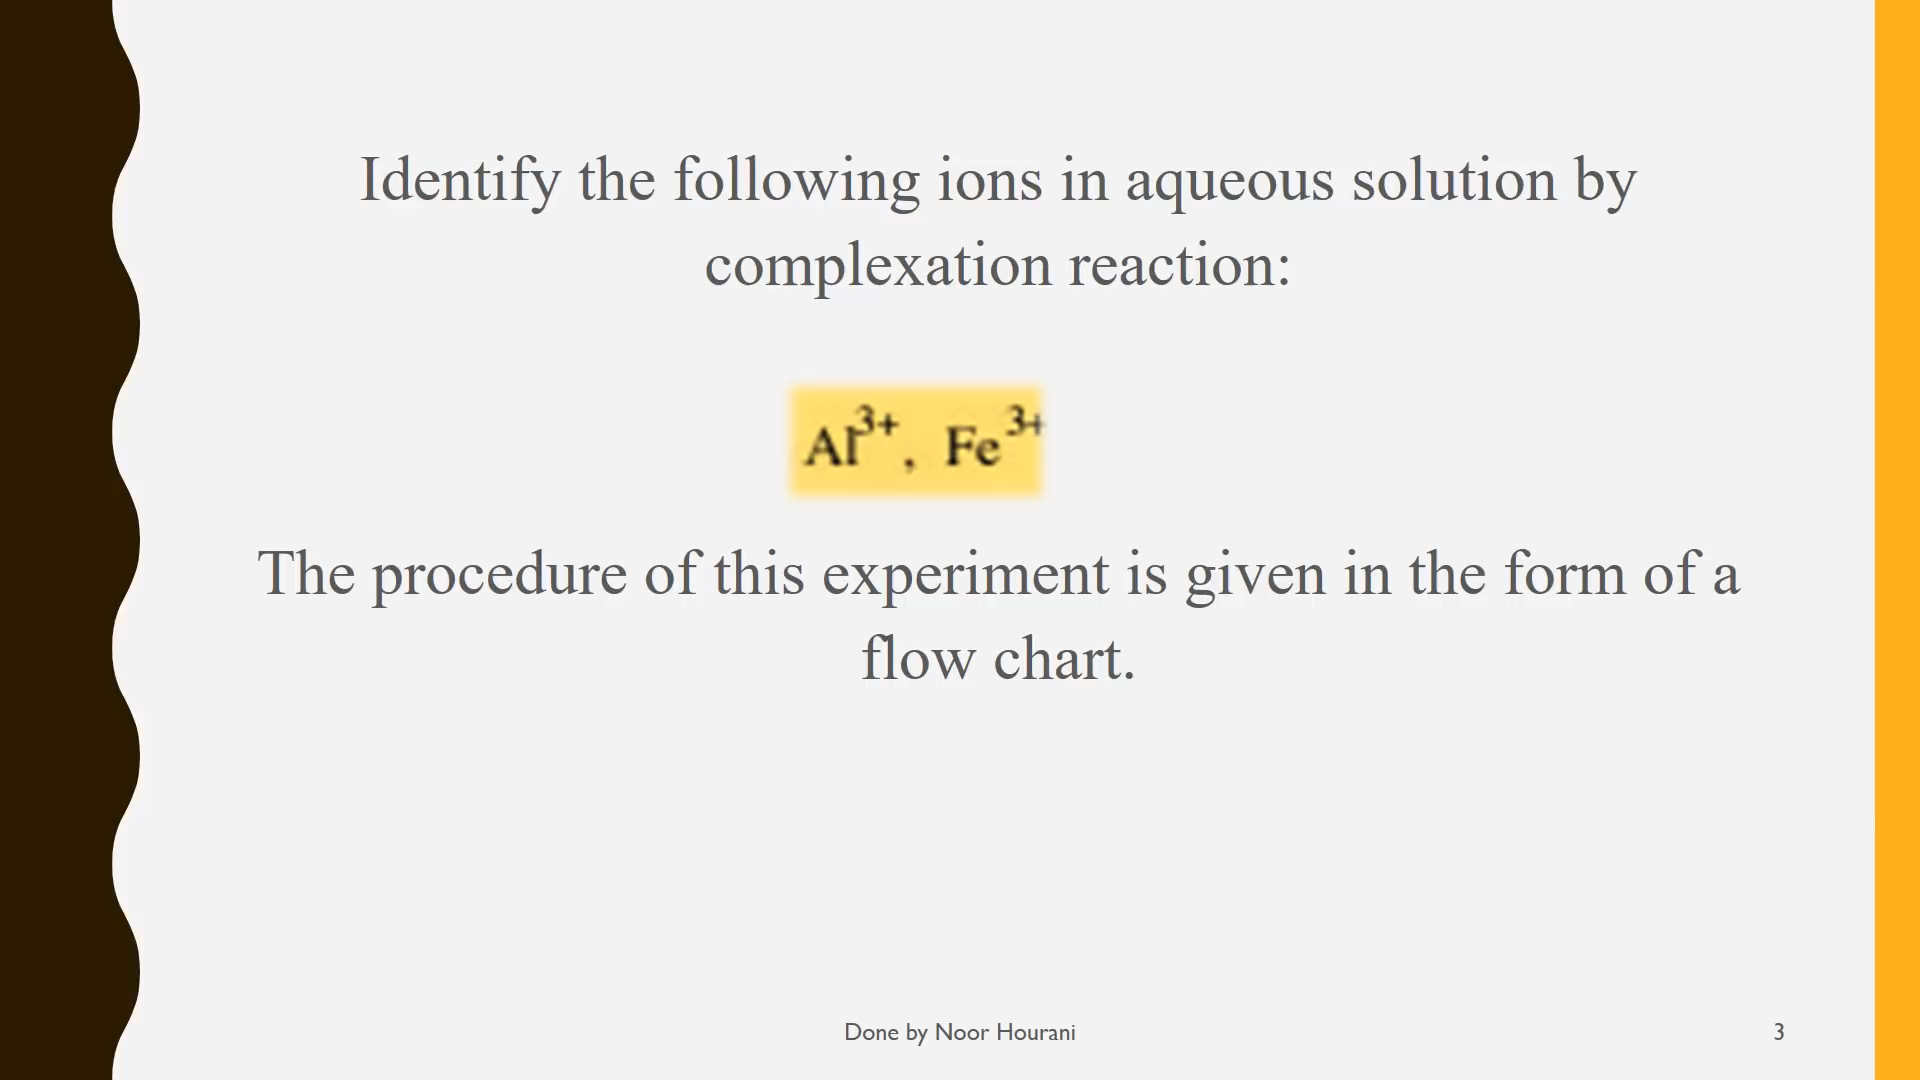 Identify the following ions in aqueous solution by
complexation reaction:
Al³⁺, Fe³⁺
The procedure of this experiment is given in the form of a
flow chart.
Done by Noor Hourani
3